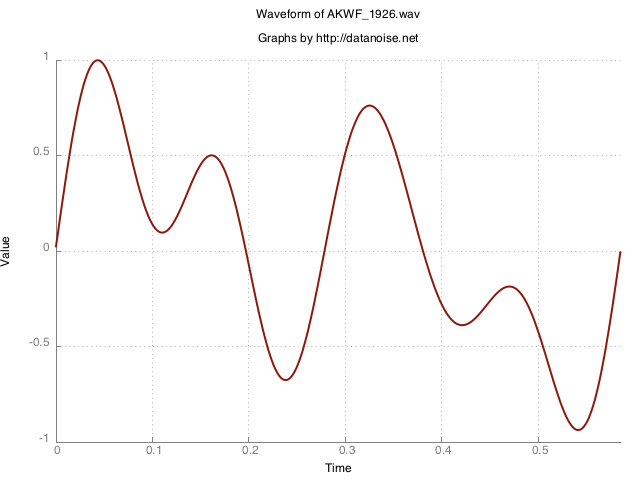 Waveform of AKWF_1926.wav
Graphs by http://datanoise.net
1
0.5
0
-0.5
-1
Value
0 0.1 0.2 0.3 0.4 0.5
Time